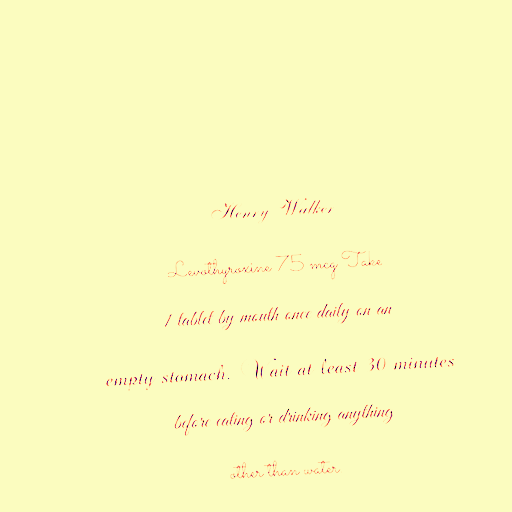 Henry Walker
Levothyroxine 75 mcg Take
1 tablet by mouth once daily on an
empty stomach. Wait at least 30 minutes
before eating or drinking anything
other than water